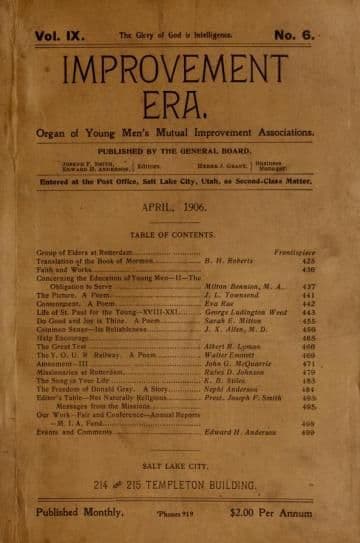 Vol. IX. The Glory of God is Intelligence. No. 6.
IMPROVEMENT
ERA.
Organ of Young Men's Mutual Improvement Associations.
PUBLISHED BY THE GENERAL BOARD.
JOSEPH F. SMITH, EDWARD H. ANDERSON, } Editors. HEBER J. GRANT, { Business Manager.
Entered at the Post Office, Salt Lake City, Utah, as Second-Class Matter.
APRIL, 1906.
TABLE OF CONTENTS.
Group of Elders at Rotterdam Frontispiece
Translation of the Book of Mormon B. H. Roberts 425
Faith and Works 436
Concerning the Education of Young Men—II—The
Obligation to Serve Milton Bennion, M. A. 437
The Picture. A Poem J. L. Townsend 441
Contentment. A Poem Eva Rae 442
Life of St. Paul for the Young—XVIII-XXI George Ludington Weed 443
Do Good and Joy is Thine. A Poem Sarah E. Mitton 455
Common Sense—Its Reliableness J. X. Allen, M. D. 456
Help Encourage 465
The Great Test Albert R. Lyman 466
The Y. O. U. R. Railway. A Poem Walter Emmett 469
Atonement—III John G. McQuarrie 471
Missionaries at Rotterdam Rufus D. Johnson 479
The Song in Your Life E. B. Stiles 483
The Freedom of Donald Gray. A Story Nephi Anderson 484
Editor's Table—Not Naturally Religious Prest. Joseph F. Smith 493
Messages from the Missions 495
Our Work—Fair and Conference—Annual Reports
—M. I. A. Fund 498
Events and Comments Edward H. Anderson 499
SALT LAKE CITY.
214 and 215 TEMPLETON BUILDING.
Published Monthly. 'Phones 919 $2.00 Per Annum